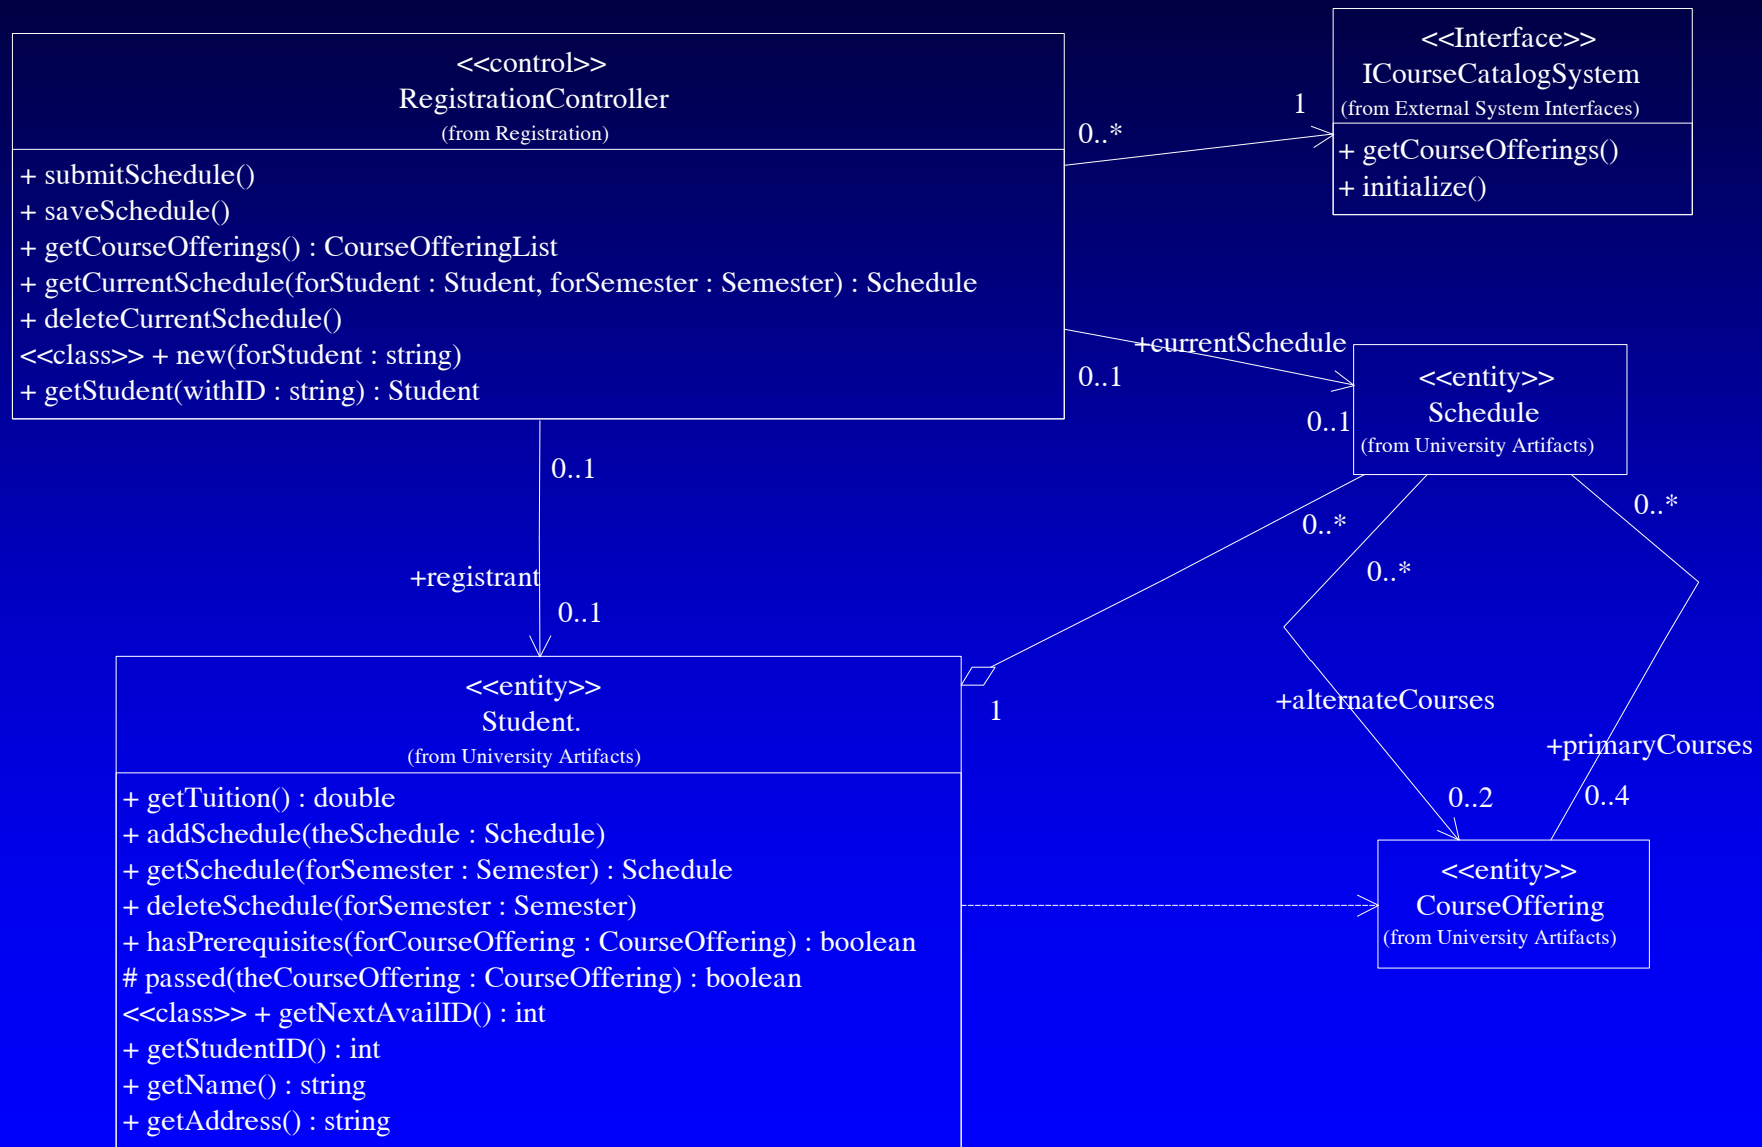 <<control>>
RegistrationController
(from Registration)
+ submitSchedule()
+ saveSchedule()
+ getCourseOfferings() : CourseOfferingList
+ getCurrentSchedule(forStudent : Student, forSemester : Semester) : Schedule
+ deleteCurrentSchedule()
<<class>> + new(forStudent : string)
+ getStudent(withID : string) : Student
0..*
1
<<Interface>>
ICourseCatalogSystem
(from External System Interfaces)
+ getCourseOfferings()
+ initialize()
+currentSchedule
0..1
0..1
<<entity>>
Schedule
(from University Artifacts)
0..1
+registrant
0..1
0..*
0..*
0..*
1
+alternateCourses
+primaryCourses
0..2
0..4
<<entity>>
Student.
(from University Artifacts)
+ getTuition() : double
+ addSchedule(theSchedule : Schedule)
+ getSchedule(forSemester : Semester) : Schedule
+ deleteSchedule(forSemester : Semester)
+ hasPrerequisites(forCourseOffering : CourseOffering) : boolean
# passed(theCourseOffering : CourseOffering) : boolean
<<class>> + getNextAvailID() : int
+ getStudentID() : int
+ getName() : string
+ getAddress() : string
<<entity>>
CourseOffering
(from University Artifacts)